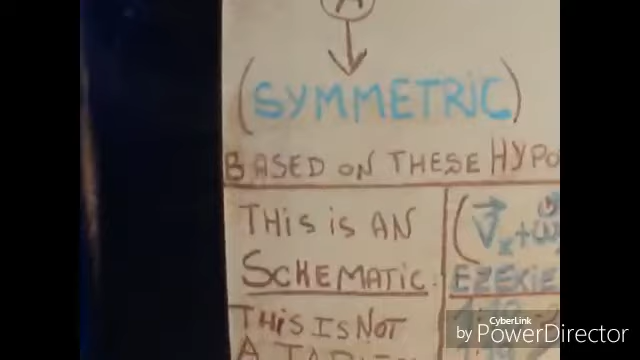 A
(SYMMETRIC)
BASED ON THESE HYPO
THIS IS AN
SCHEMATIC.
THIS IS NOT
EZEKIE
CyberLink
by PowerDirector